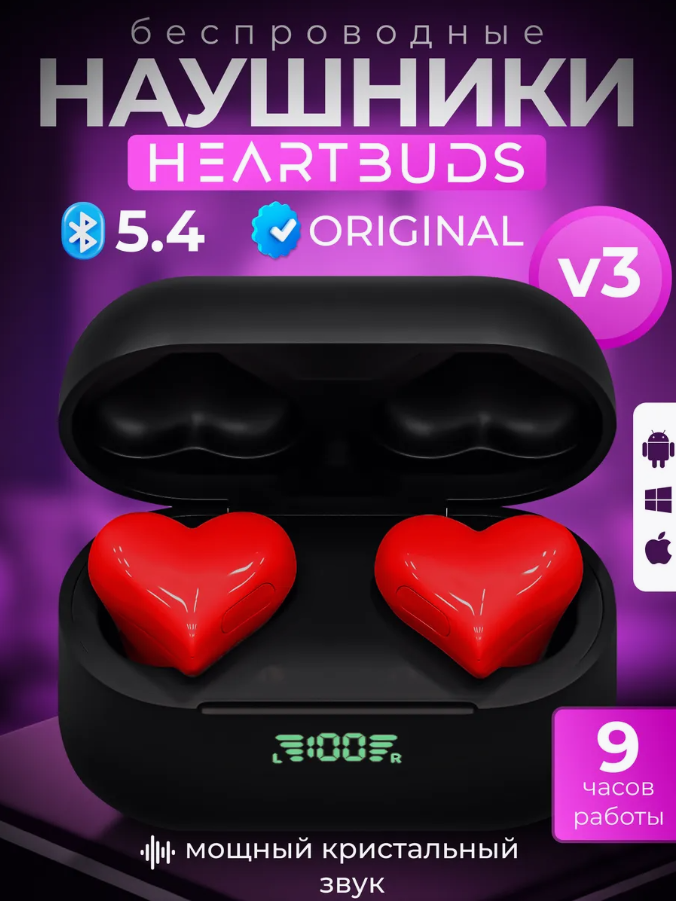 беспроводные
НАУШНИКИ
HEARTBUDS
5.4
ORIGINAL
v3
L 100 R
9
часов
работы
мощный кристальный
звук